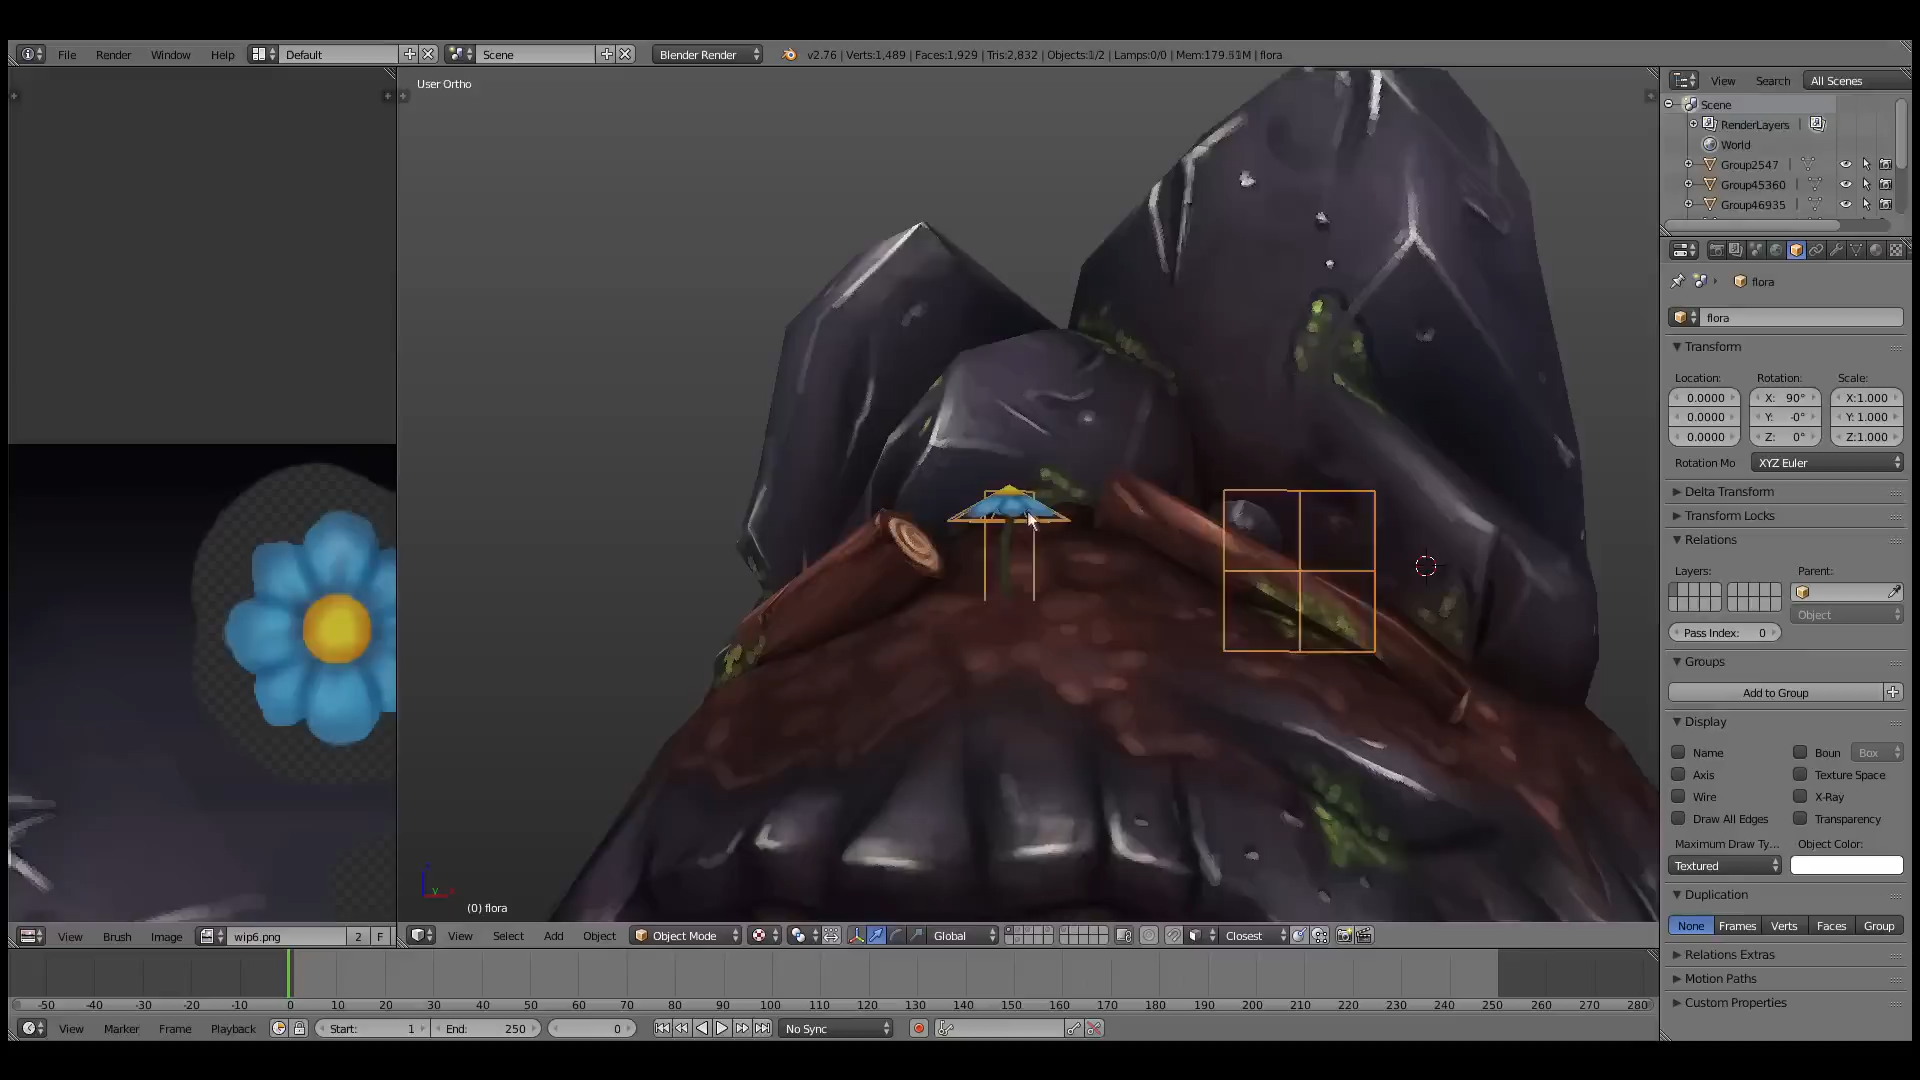 File Render Window Help Default Scene Blender Render v2.76 | Verts:1,489 | Faces:1,929 | Tris:2,832 | Objects:1/2 | Lamps:0/0 | Mem: | flora
User Ortho
View Search All Scenes
Scene
RenderLayers
World
Group2547
Group45360
Group46935
flora
flora
Transform
Location: Rotation: Scale:
0.0000 X: 90° X:1.000
0.0000 Y: -0° Y: 1.000
0.0000 Z: 0° Z:1.000
Rotation Mo XYZ Euler
Delta Transform
Transform Locks
Relations
Layers: Parent:
Object
Pass Index: 0
Groups
Add to Group
Display
Name Boun Box
Axis Texture Space
Wire X-Ray
Draw All Edges Transparency
Maximum Draw Ty... Object Color:
Textured
Duplication
None Frames Verts Faces Group
Relations Extras
Motion Paths
Custom Properties
y
(0) flora
View Brush Image wip6.png 2 F
View Select Add Object Object Mode Global Closest
-50 -40 -30 -20 -10 0 10 20 30 40 50 60 70 80 90 100 110 120 130 140 150 160 170 180 190 200 210 220 230 240 250 260 270 280
View Marker Frame Playback Start: 1 End: 250 0 No Sync